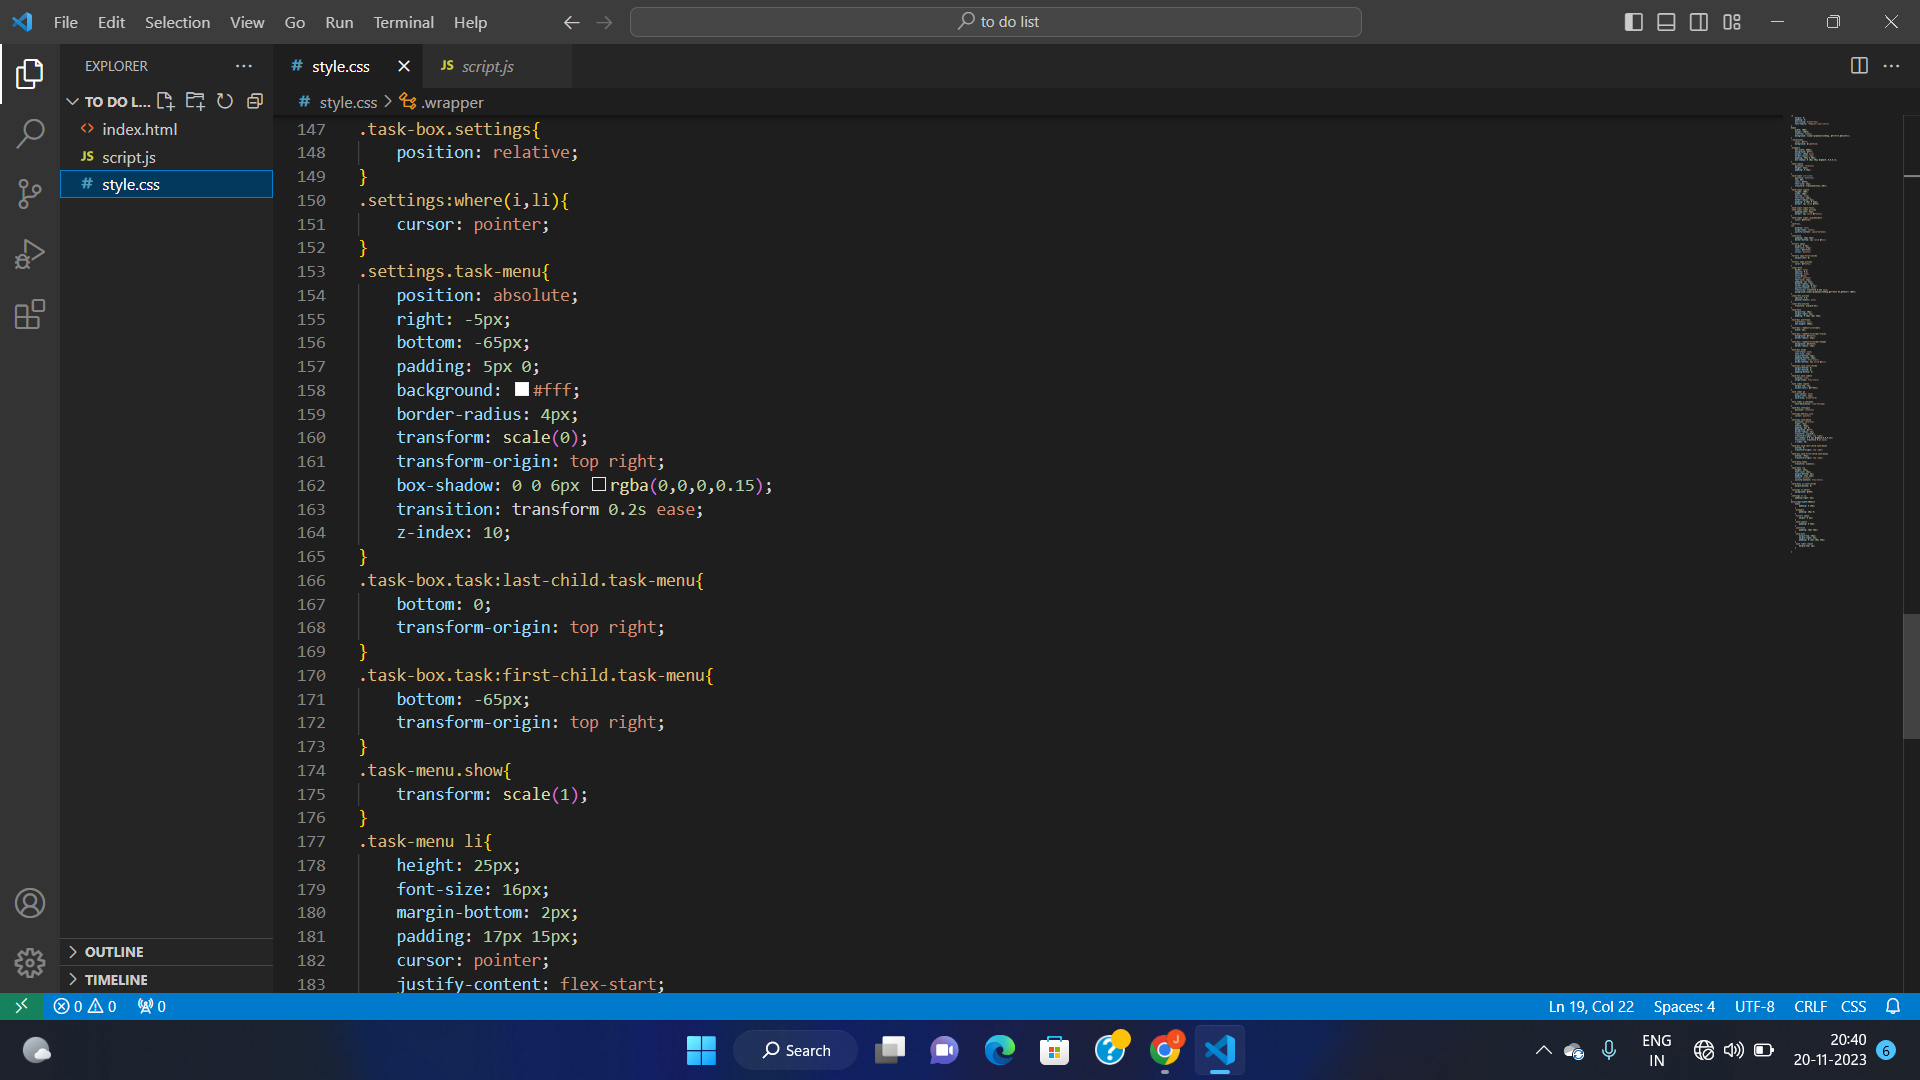 File Edit Selection View Go Run Terminal Help
to do list
EXPLORER
TO DO L...
index.html
JS script.js
# style.css
OUTLINE
TIMELINE
# style.css
JS script.js
# style.css > .wrapper
147 .task-box.settings{
148 position: relative;
149 }
150 .settings:where(i,li){
151 cursor: pointer;
152 }
153 .settings.task-menu{
154 position: absolute;
155 right: -5px;
156 bottom: -65px;
157 padding: 5px 0;
158 background: #fff;
159 border-radius: 4px;
160 transform: scale(0);
161 transform-origin: top right;
162 box-shadow: 0 0 6px rgba(0,0,0,0.15);
163 transition: transform 0.2s ease;
164 z-index: 10;
165 }
166 .task-box.task:last-child.task-menu{
167 bottom: 0;
168 transform-origin: top right;
169 }
170 .task-box.task:first-child.task-menu{
171 bottom: -65px;
172 transform-origin: top right;
173 }
174 .task-menu.show{
175 transform: scale(1);
176 }
177 .task-menu li{
178 height: 25px;
179 font-size: 16px;
180 margin-bottom: 2px;
181 padding: 17px 15px;
182 cursor: pointer;
183 justify-content: flex-start;
0 0 0
Ln 19, Col 22 Spaces: 4 UTF-8 CRLF CSS
Search
J
ENG
IN
20:40
20-11-2023
6